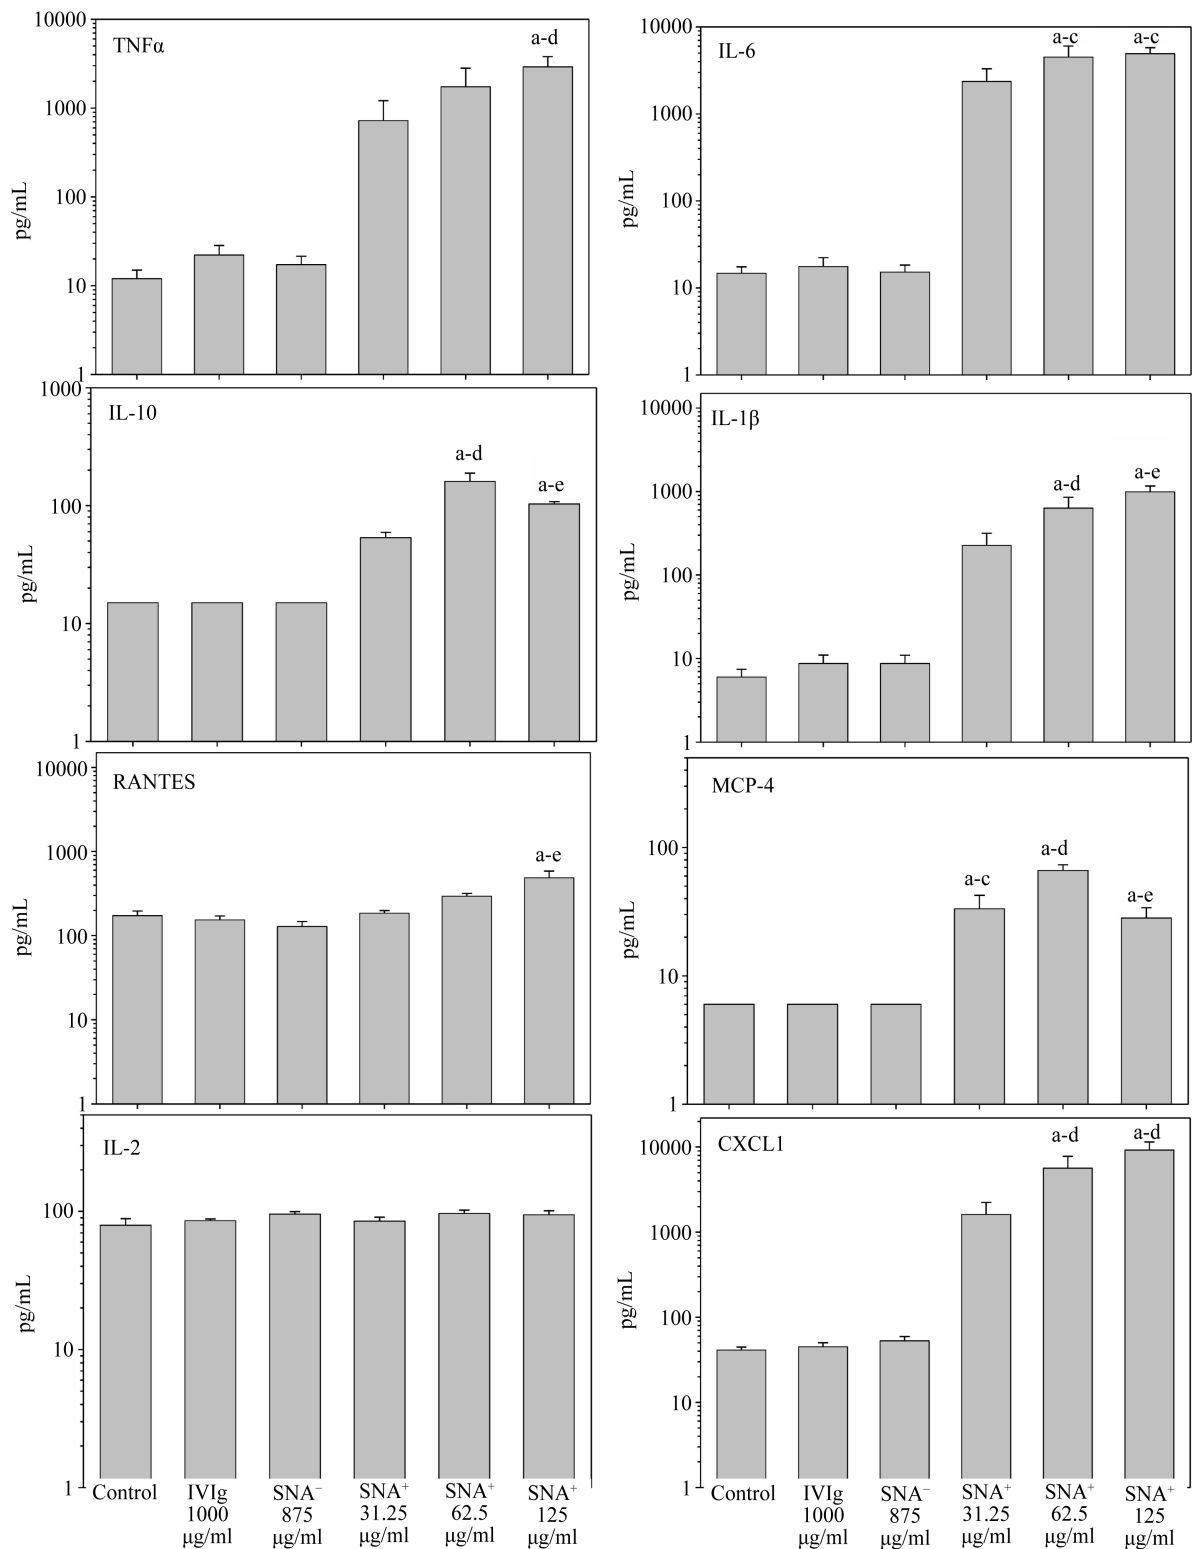 TNFα
a-d
10000
1000
100
10
1
pg/mL
IL-6
a-c
a-c
10000
1000
100
10
1
pg/mL
IL-10
a-d
a-e
1000
100
10
1
pg/mL
IL-1β
a-d
a-e
10000
1000
100
10
1
pg/mL
RANTES
a-e
10000
1000
100
10
1
pg/mL
MCP-4
a-c
a-d
a-e
100
10
1
pg/mL
IL-2
100
10
1
pg/mL
Control
IVIg
1000
μg/ml
SNA⁻
875
μg/ml
SNA⁺
31.25
μg/ml
SNA⁺
62.5
μg/ml
SNA⁺
125
μg/ml
CXCL1
a-d
a-d
10000
1000
100
10
1
pg/mL
Control
IVIg
1000
μg/ml
SNA⁻
875
μg/ml
SNA⁺
31.25
μg/ml
SNA⁺
62.5
μg/ml
SNA⁺
125
μg/ml